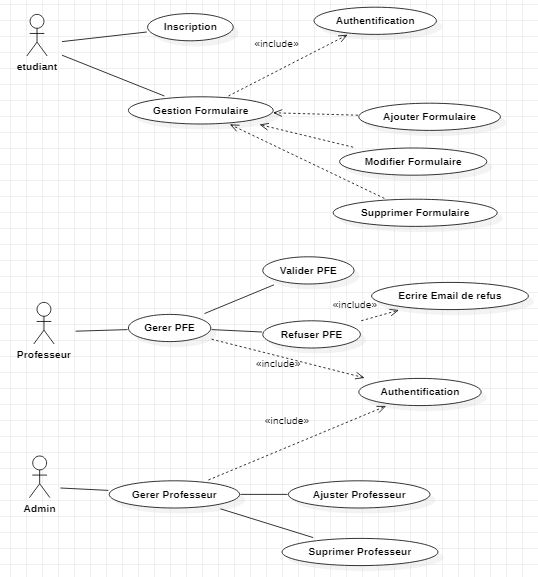 Authentification
Inscription
«include»
etudiant
Gestion Formulaire
Ajouter Formulaire
Modifier Formulaire
Supprimer Formulaire
Valider PFE
Ecrire Email de refus
«include»
Gerer PFE
Refuser PFE
Professeur
«include»
Authentification
«include»
Gerer Professeur
Ajuster Professeur
Admin
Suprimer Professeur